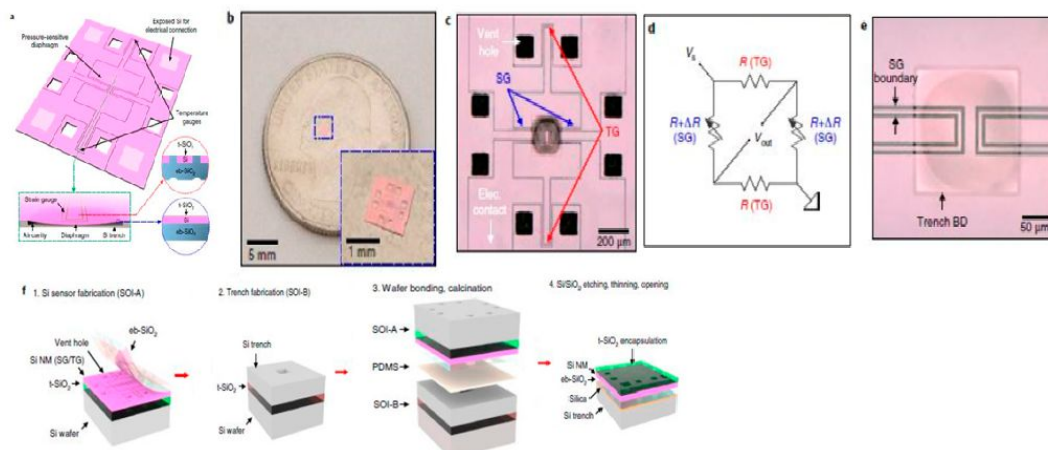 a
Exposed Si for
electrical connection
Pressure-sensitive
diaphragm
Temperature
gauges
t-SiO₂
Si
eb-SiO₂
Strain gauge
Air cavity
Diaphragm
Si trench
t-SiO₂
Si
eb-SiO₂
b
5 mm
1 mm
c
Vent
hole
SG
TG
Elec.
contact
200 μm
d
Vs
R (TG)
R+ΔR
(SG)
Vout
R+ΔR
(SG)
R (TG)
e
SG
boundary
Trench BD
50 μm
f
1. Si sensor fabrication (SOI-A)
eb-SiO₂
Vent hole
Si NM (SG/TG)
t-SiO₂
Si wafer
2. Trench fabrication (SOI-B)
Si trench
t-SiO₂
Si wafer
3. Wafer bonding, calcination
SOI-A
PDMS
SOI-B
4. Si/SiO₂ etching, thinning, opening
t-SiO₂ encapsulation
Si NM
eb-SiO₂
Silica
Si trench